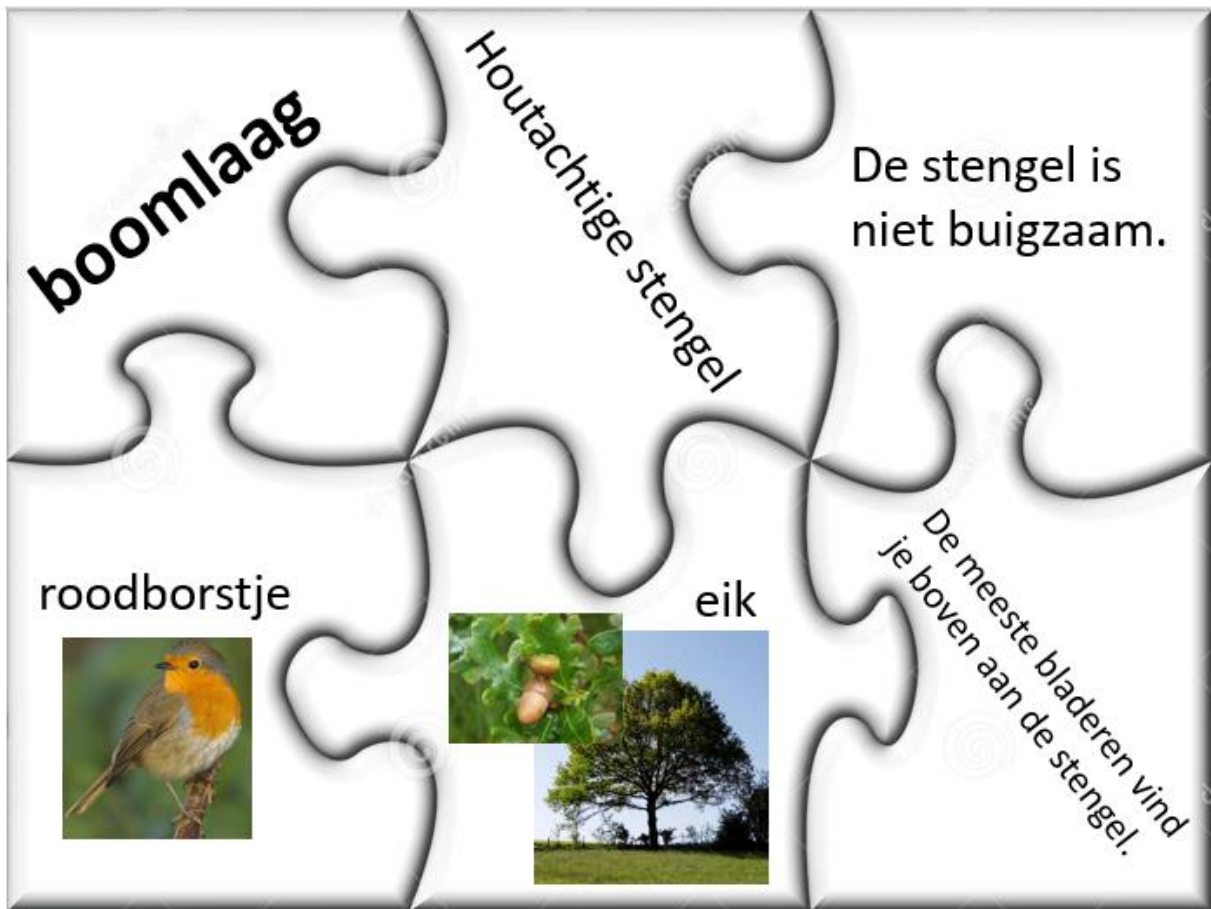 boomlaag
Houtachtige stengel
De stengel is
niet buigzaam.
roodborstje
eik
De meeste bladeren vind
je boven aan de stengel.